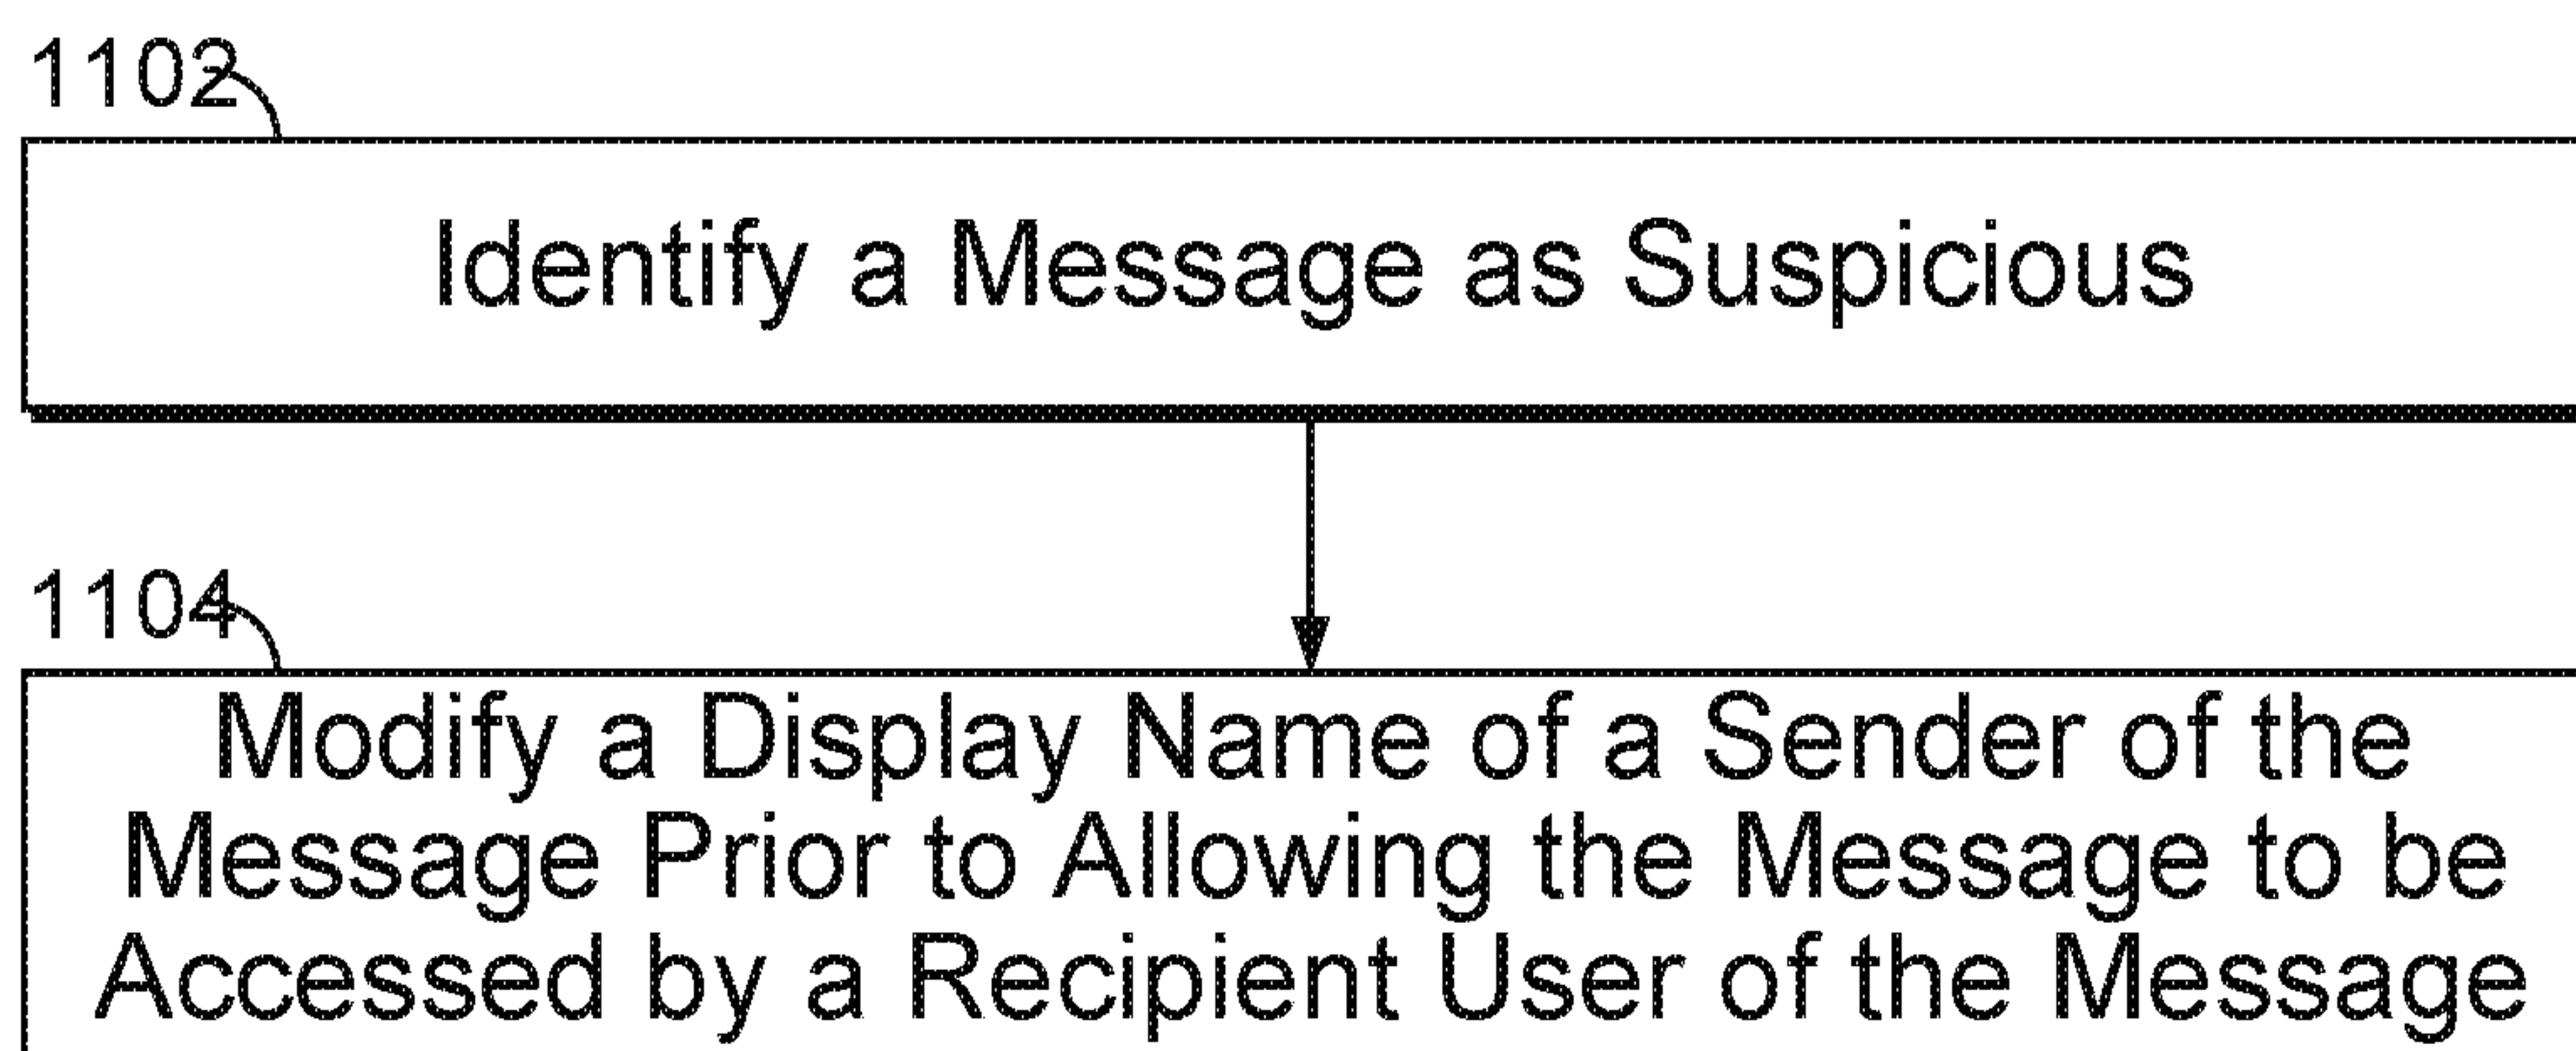 1102
Identify a Message as Suspicious
1104
Modify a Display Name of a Sender of the
Message Prior to Allowing the Message to be
Accessed by a Recipient User of the Message